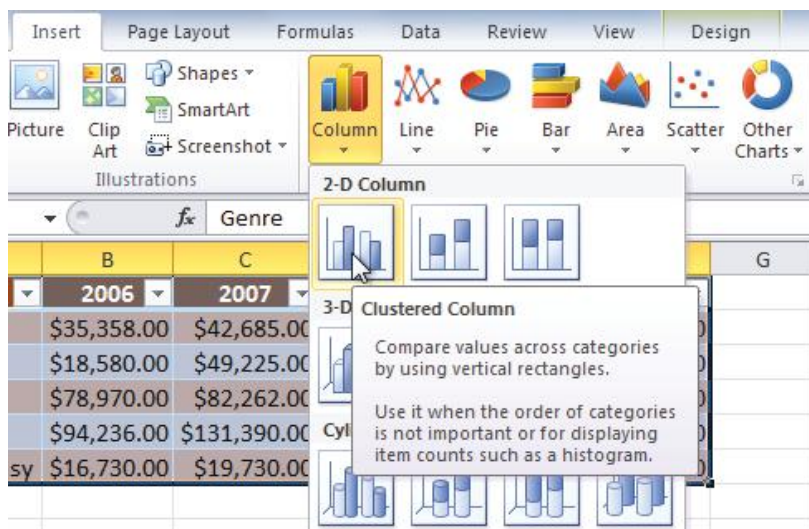 Insert Page Layout Formulas Data Review View Design
Shapes
SmartArt
Screenshot
Picture Clip Art
Column Line Pie Bar Area Scatter Other Charts
Illustrations
2-D Column
fx Genre
B C G
2006 2007
3-D
Clustered Column
$35,358.00 $42,685.00
Compare values across categories
by using vertical rectangles.
$18,580.00 $49,225.00
$78,970.00 $82,262.00
Use it when the order of categories
$94,236.00 $131,390.00
is not important or for displaying
item counts such as a histogram.
sy $16,730.00 $19,730.00